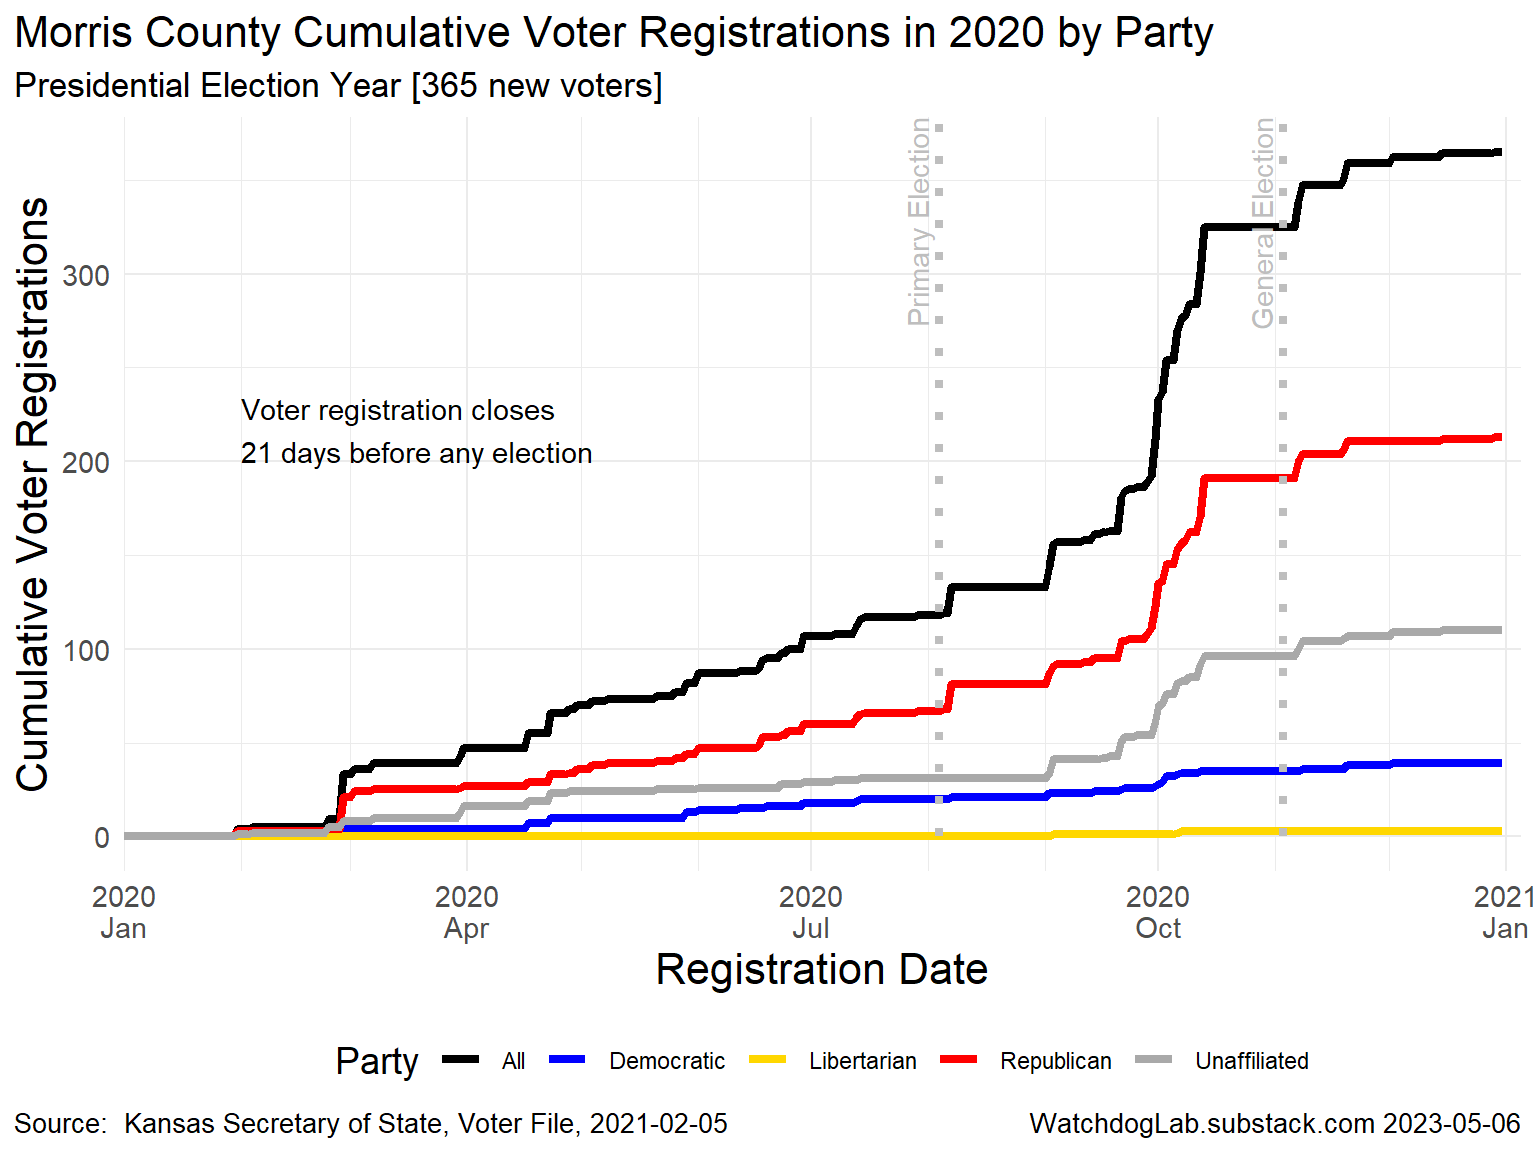 Morris County Cumulative Voter Registrations in 2020 by Party
Presidential Election Year [365 new voters]
Cumulative Voter Registrations
300
200
100
0
Primary Election
General Election
Voter registration closes
21 days before any election
2020 2020 2020 2020 2021
Jan Apr Jul Oct Jan
Registration Date
Party All Democratic Libertarian Republican Unaffiliated
Source:  Kansas Secretary of State, Voter File, 2021-02-05
WatchdogLab.substack.com 2023-05-06